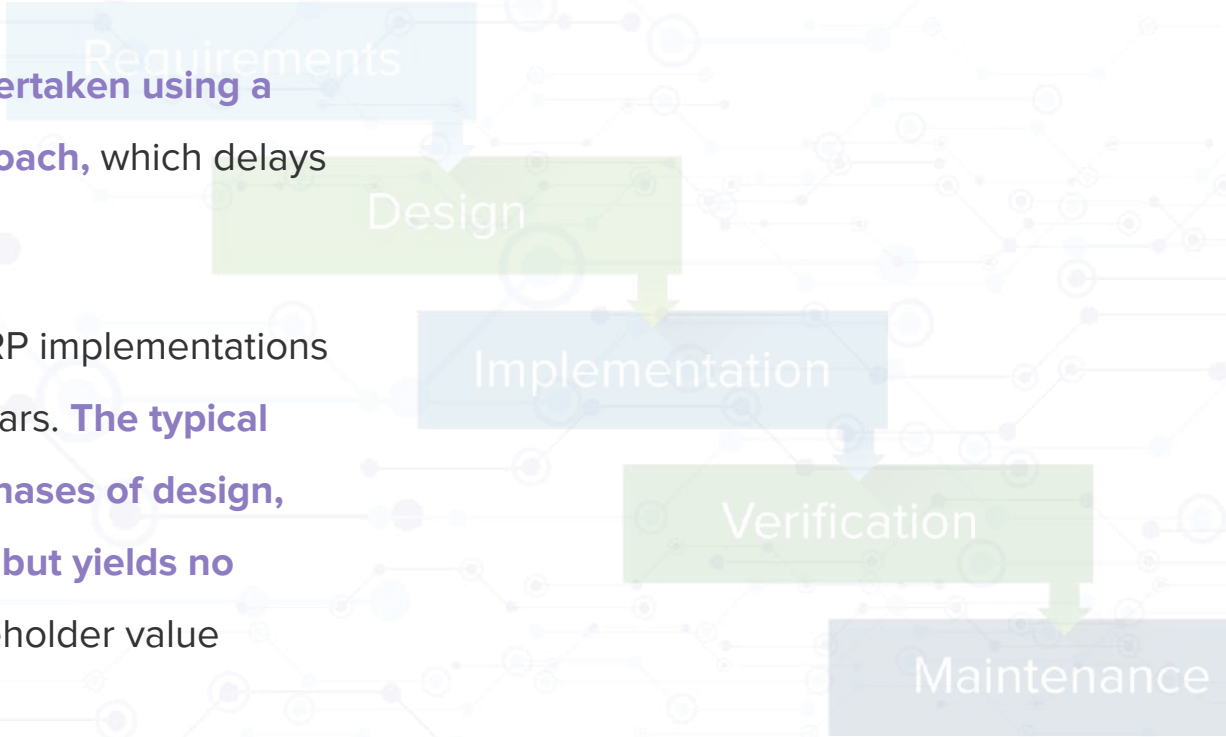 Requirements
ertaken using a
oach, which delays
Design
RP implementations
Implementation
ars. The typical
hases of design,
Verification
but yields no
holder value
Maintenance